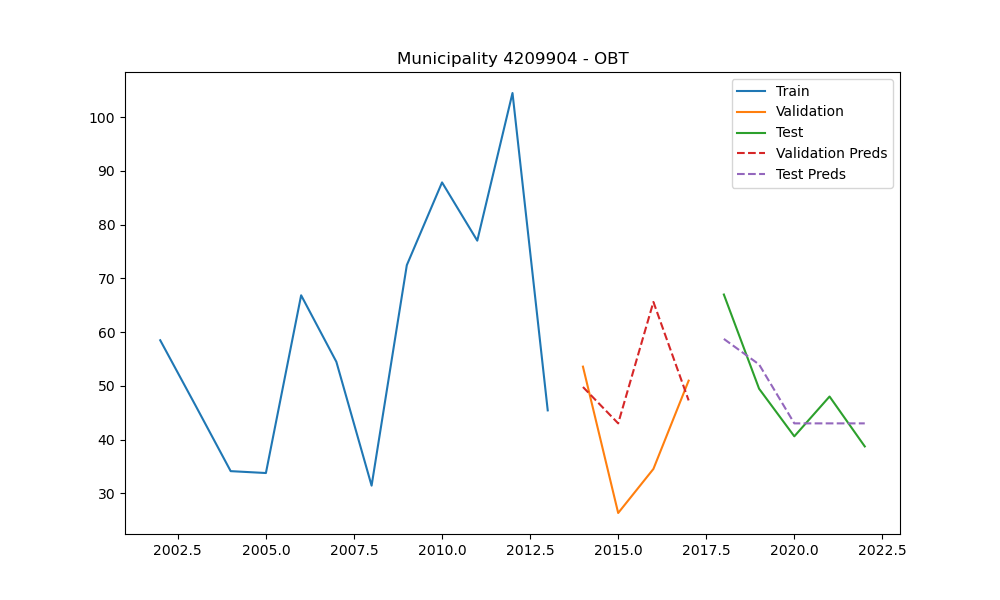 Municipality 4209904 - OBT
Train
Validation
Test
Validation Preds
Test Preds
100
90
80
70
60
50
40
30
2002.5 2005.0 2007.5 2010.0 2012.5 2015.0 2017.5 2020.0 2022.5